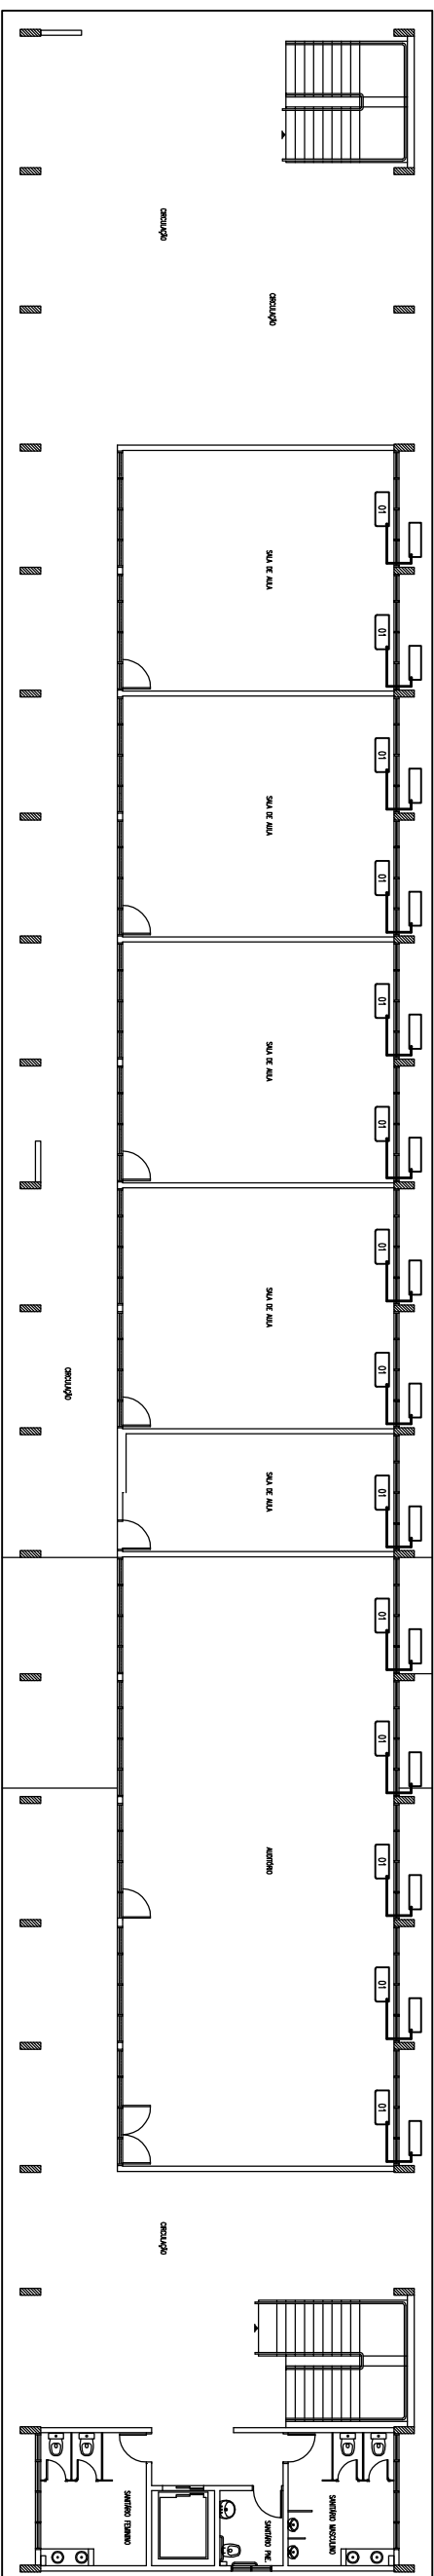 CIRCULAÇÃO
CIRCULAÇÃO
01
SALA DE AULA
01
01
SALA DE AULA
01
01
SALA DE AULA
01
01
SALA DE AULA
01
CIRCULAÇÃO
01
SALA DE AULA
01
01
01
AUDITÓRIO
01
01
CIRCULAÇÃO
SANITÁRIO MASCULINO
SANITÁRIO PNE
SANITÁRIO FEMININO